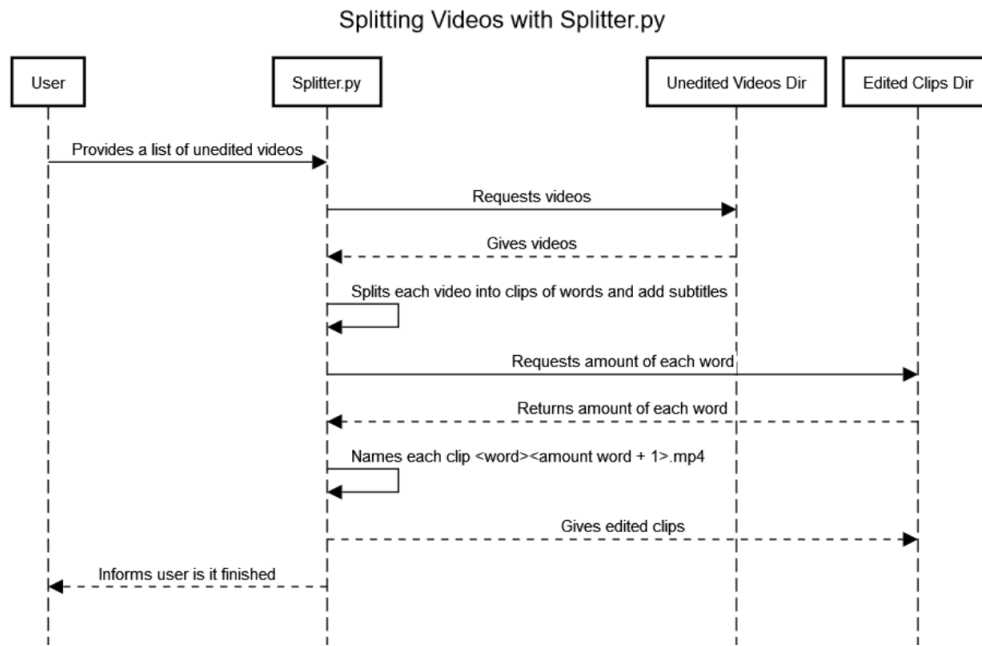 Splitting Videos with Splitter.py
User
Splitter.py
Unedited Videos Dir
Edited Clips Dir
Provides a list of unedited videos
Requests videos
Gives videos
Splits each video into clips of words and add subtitles
Requests amount of each word
Returns amount of each word
Names each clip <word><amount word + 1>.mp4
Gives edited clips
Informs user is it finished